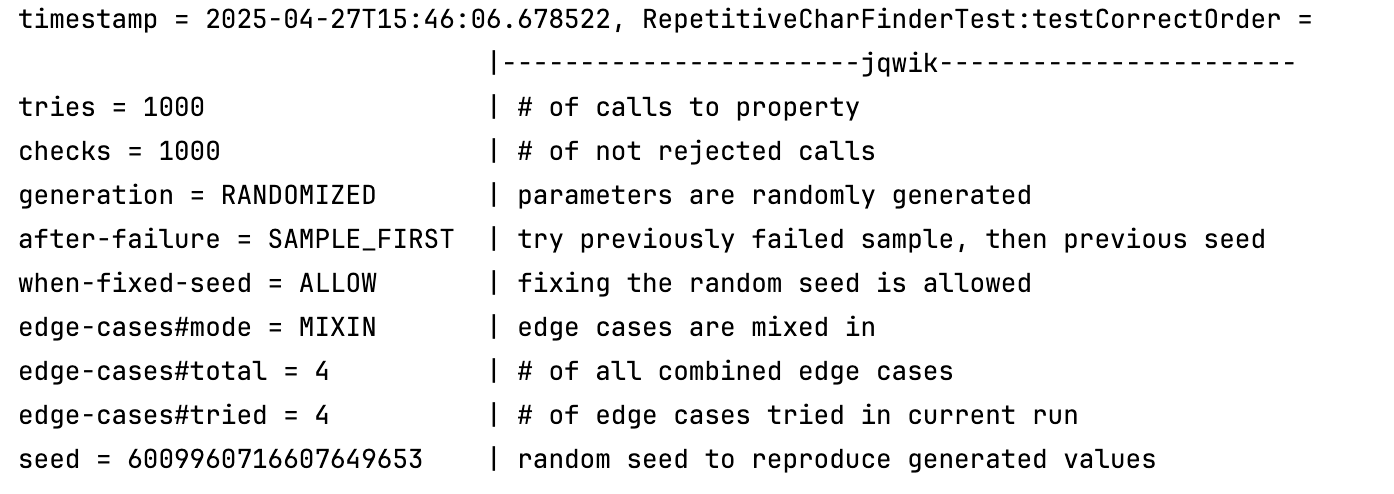 timestamp = 2025-04-27T15:46:06.678522, RepetitiveCharFinderTest:testCorrectOrder =
|-----------------------jqwik-----------------------
tries = 1000 | # of calls to property
checks = 1000 | # of not rejected calls
generation = RANDOMIZED | parameters are randomly generated
after-failure = SAMPLE_FIRST | try previously failed sample, then previous seed
when-fixed-seed = ALLOW | fixing the random seed is allowed
edge-cases#mode = MIXIN | edge cases are mixed in
edge-cases#total = 4 | # of all combined edge cases
edge-cases#tried = 4 | # of edge cases tried in current run
seed = 6009960716607649653 | random seed to reproduce generated values